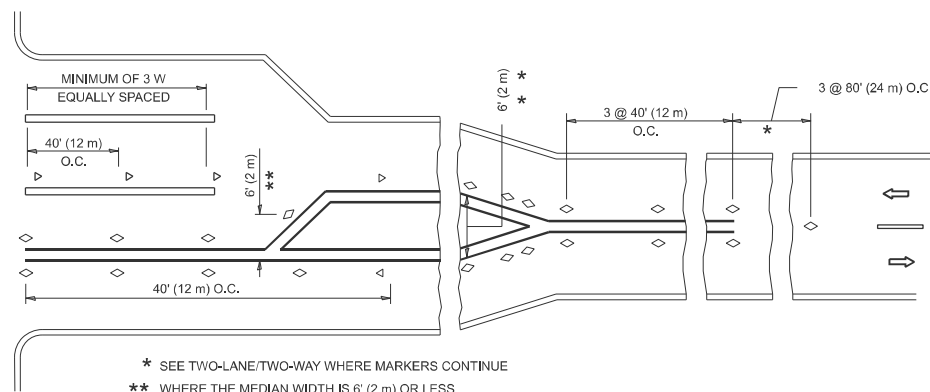 MINIMUM OF 3 W
EQUALLY SPACED
40' (12 m)
O.C.
6' (2 m)
**
40' (12 m) O.C.
6' (2 m)
*
*
3 @ 40' (12 m)
O.C.
3 @ 80' (24 m) O.C
*
* SEE TWO-LANE/TWO-WAY WHERE MARKERS CONTINUE
** WHERE THE MEDIAN WIDTH IS 6' (2 m) OR LESS